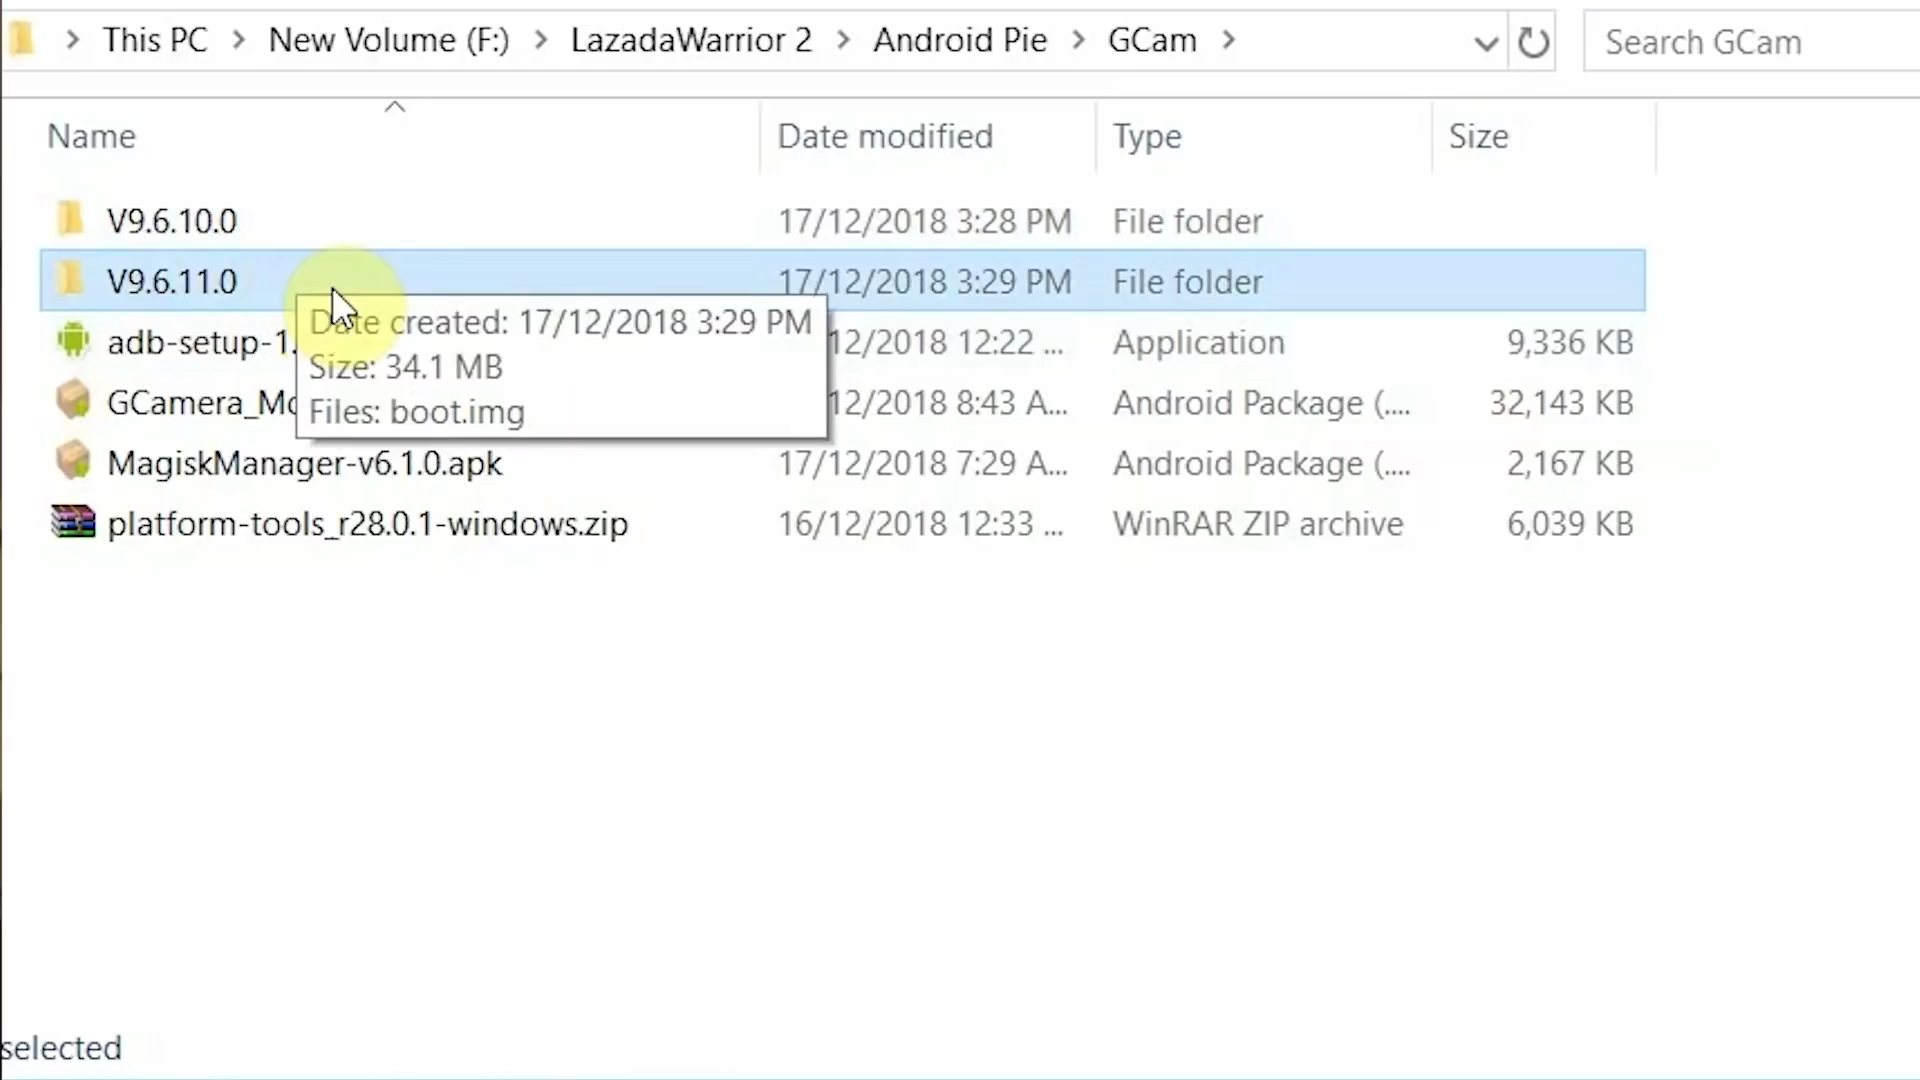 This PC > New Volume (F:) > LazadaWarrior 2 > Android Pie > GCam >
Search GCam
Name Date modified Type Size
V9.6.10.0 17/12/2018 3:28 PM File folder
V9.6.11.0 17/12/2018 3:29 PM File folder
Date created: 17/12/2018 3:29 PM
Size: 34.1 MB
Files: boot.img
adb-setup-1. 12/2018 12:22 ... Application 9,336 KB
GCamera_Mo 12/2018 8:43 A... Android Package (.... 32,143 KB
MagiskManager-v6.1.0.apk 17/12/2018 7:29 A... Android Package (.... 2,167 KB
platform-tools_r28.0.1-windows.zip 16/12/2018 12:33 ... WinRAR ZIP archive 6,039 KB
selected